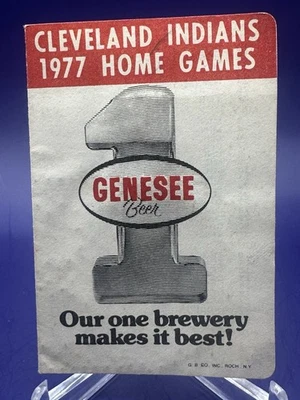 CLEVELAND INDIANS
1977 HOME GAMES
GENESEE
Beer
Our one brewery
makes it best!
G. B. CO., INC., ROCH., N.Y.